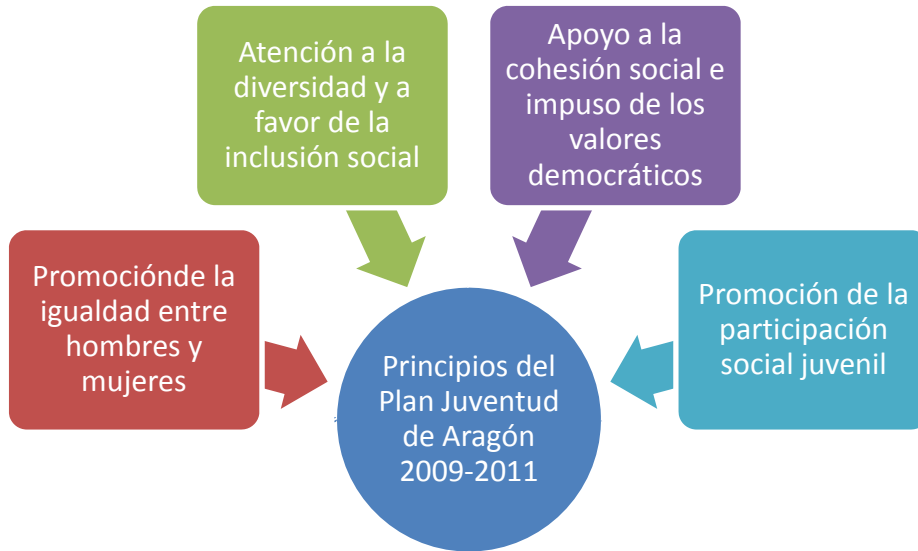 Atención a la
diversidad y a
favor de la
inclusión social
Apoyo a la
cohesión social e
impuso de los
valores
democráticos
Promociónde la
igualdad entre
hombres y
mujeres
Promoción de la
participación
social juvenil
Principios del
Plan Juventud
de Aragón
2009-2011